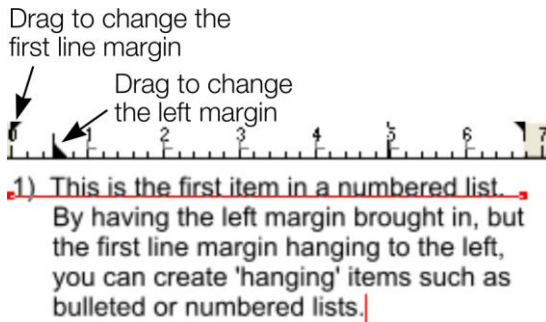 Drag to change the
first line margin
Drag to change
the left margin
0 1 2 3 4 5 6 7
1) This is the first item in a numbered list.
By having the left margin brought in, but
the first line margin hanging to the left,
you can create 'hanging' items such as
bulleted or numbered lists.